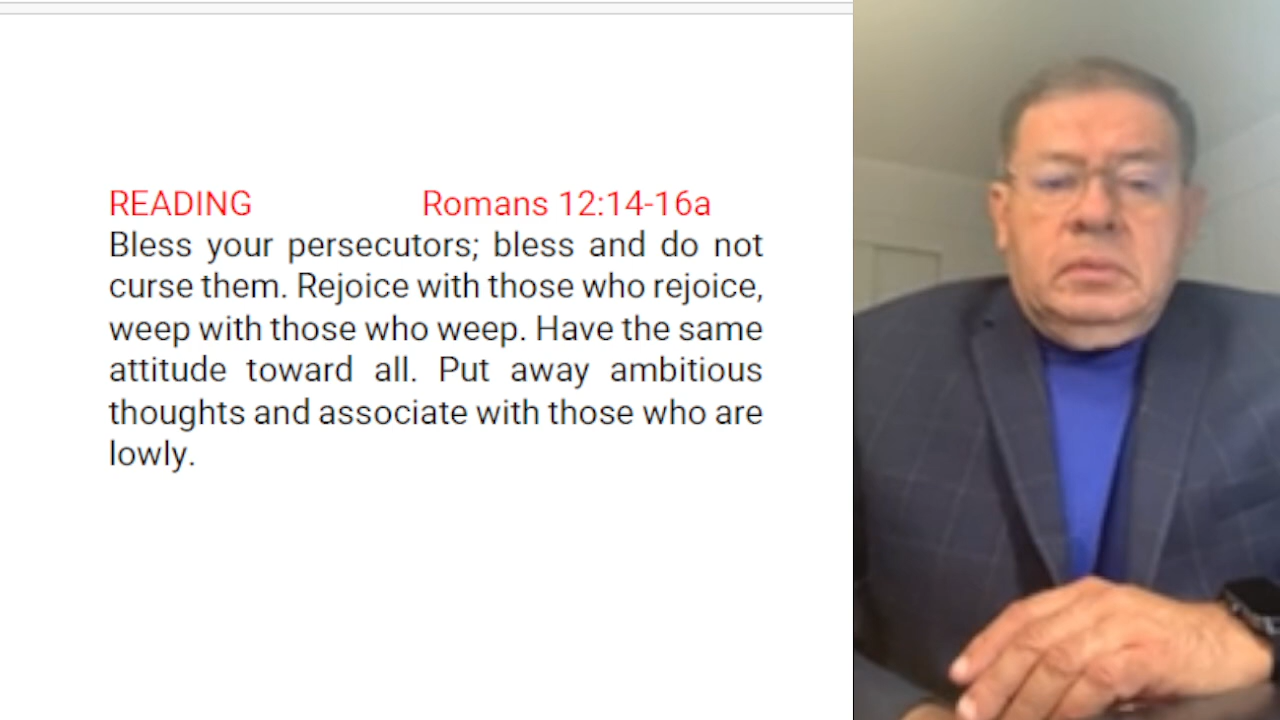 READING Romans 12:14-16a
Bless your persecutors; bless and do not
curse them. Rejoice with those who rejoice,
weep with those who weep. Have the same
attitude toward all. Put away ambitious
thoughts and associate with those who are
lowly.